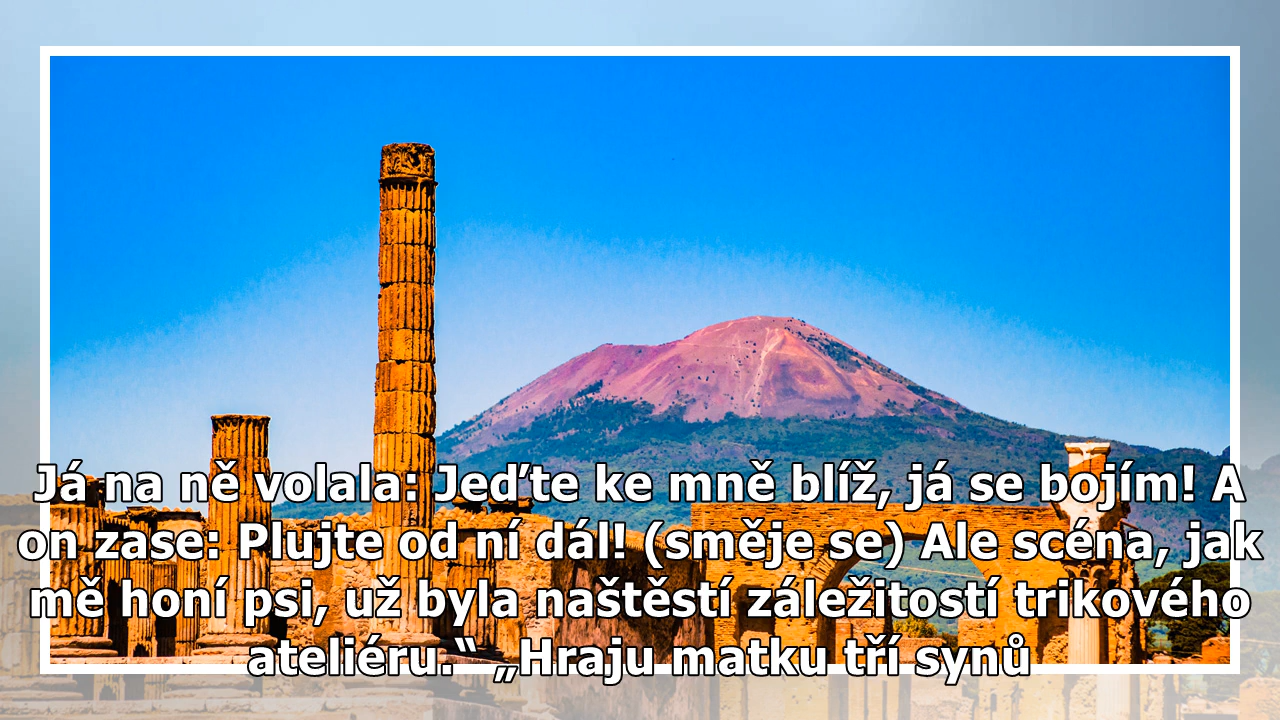 Já na ně volala: Jeďte ke mně blíž, já se bojím! A
on zase: Plujte od ní dál! (směje se) Ale scéna, jak
mě honí psi, už byla naštěstí záležitostí trikového
ateliéru.“ „Hraju matku tří synů